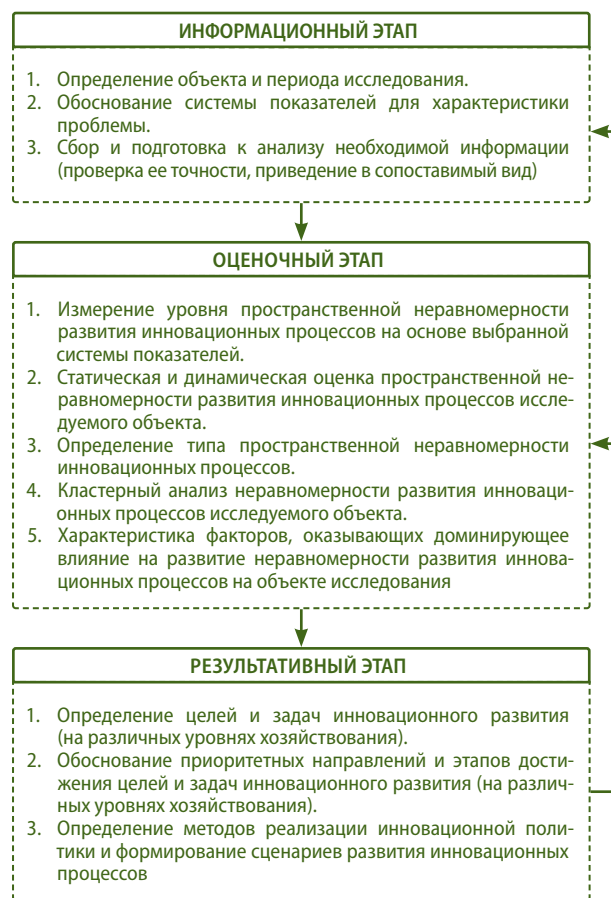 ИНФОРМАЦИОННЫЙ ЭТАП
1. Определение объекта и периода исследования.
2. Обоснование системы показателей для характеристики
проблемы.
3. Сбор и подготовка к анализу необходимой информации
(проверка ее точности, приведение в сопоставимый вид)
ОЦЕНОЧНЫЙ ЭТАП
1. Измерение уровня пространственной неравномерности
развития инновационных процессов на основе выбранной
системы показателей.
2. Статическая и динамическая оценка пространственной не-
равномерности развития инновационных процессов иссле-
дуемого объекта.
3. Определение типа пространственной неравномерности
инновационных процессов.
4. Кластерный анализ неравномерности развития инноваци-
онных процессов исследуемого объекта.
5. Характеристика факторов, оказывающих доминирующее
влияние на развитие неравномерности развития иннова-
ционных процессов на объекте исследования
РЕЗУЛЬТАТИВНЫЙ ЭТАП
1. Определение целей и задач инновационного развития
(на различных уровнях хозяйствования).
2. Обоснование приоритетных направлений и этапов дости-
жения целей и задач инновационного развития (на различ-
ных уровнях хозяйствования).
3. Определение методов реализации инновационной поли-
тики и формирование сценариев развития инновационных
процессов